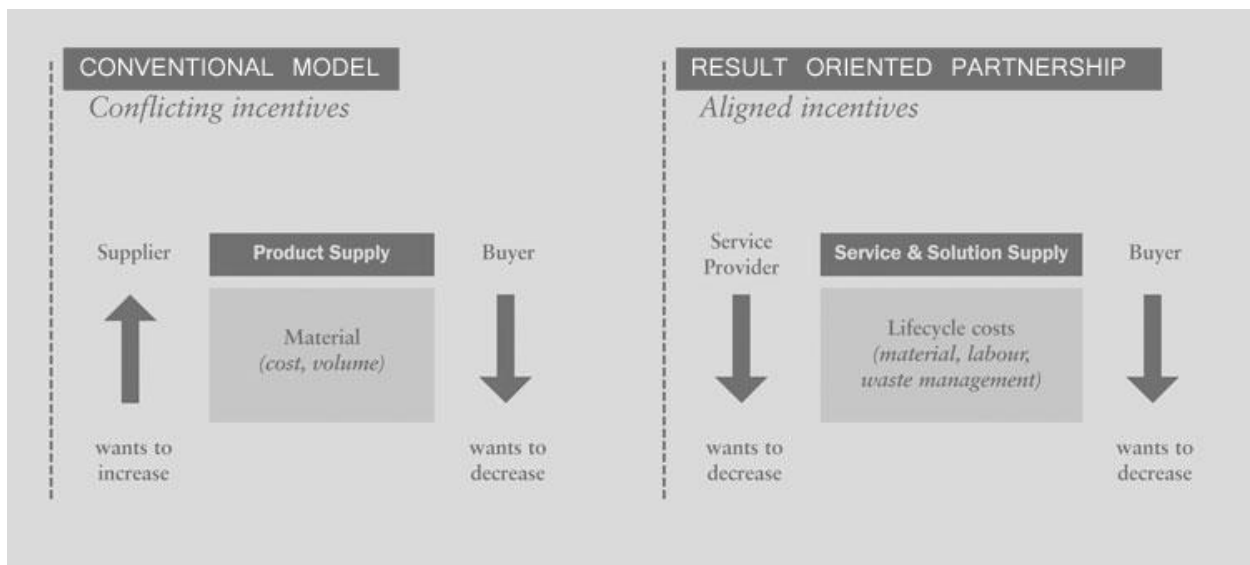 CONVENTIONAL MODEL
Conflicting incentives
Supplier
Product Supply
Buyer
Material
(cost, volume)
wants to
increase
wants to
decrease
RESULT ORIENTED PARTNERSHIP
Aligned incentives
Service
Provider
Service & Solution Supply
Buyer
Lifecycle costs
(material, labour,
waste management)
wants to
decrease
wants to
decrease